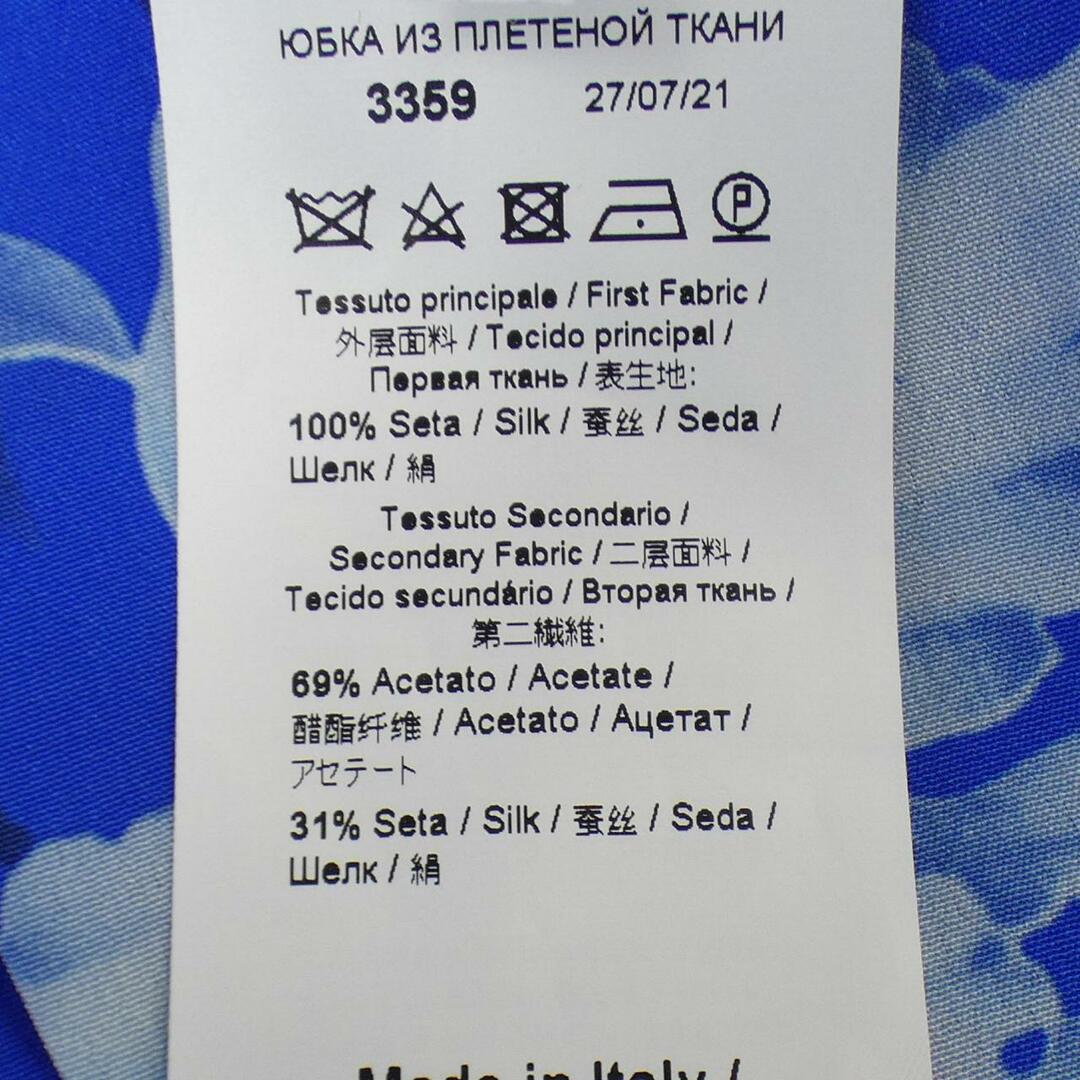 ЮБКА ИЗ ПЛЕТЕНОЙ ТКАНИ
3359 27/07/21
P
Tessuto principale / First Fabric /
外层面料 / Tecido principal /
Первая ткань / 表生地:
100% Seta / Silk / 蚕丝 / Seda /
Шелк / 絹
Tessuto Secondario /
Secondary Fabric / 二层面料 /
Tecido secundário / Вторая ткань /
第二繊維:
69% Acetato / Acetate /
醋酯纤维 / Acetato / Ацетат /
アセテート
31% Seta / Silk / 蚕丝 / Seda /
Шелк / 絹
Made in Italy /